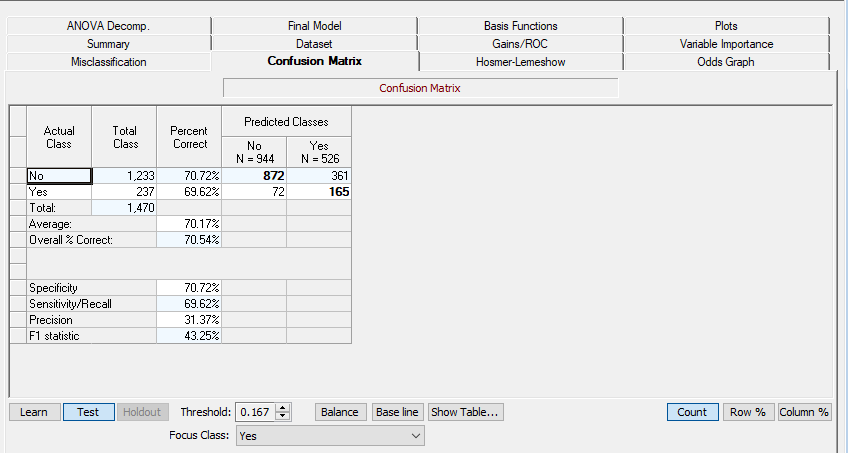 ANOVA Decomp. Final Model Basis Functions Plots
Summary Dataset Gains/ROC Variable Importance
Misclassification Confusion Matrix Hosmer-Lemeshow Odds Graph
Confusion Matrix
Actual Class Total Class Percent Correct Predicted Classes
No N = 944 Yes N = 526
No 1,233 70.72% 872 361
Yes 237 69.62% 72 165
Total: 1,470
Average: 70.17%
Overall % Correct: 70.54%
Specificity 70.72%
Sensitivity/Recall 69.62%
Precision 31.37%
F1 statistic 43.25%
Learn Test Holdout Threshold: 0.167 Balance Base line Show Table... Count Row % Column %
Focus Class: Yes